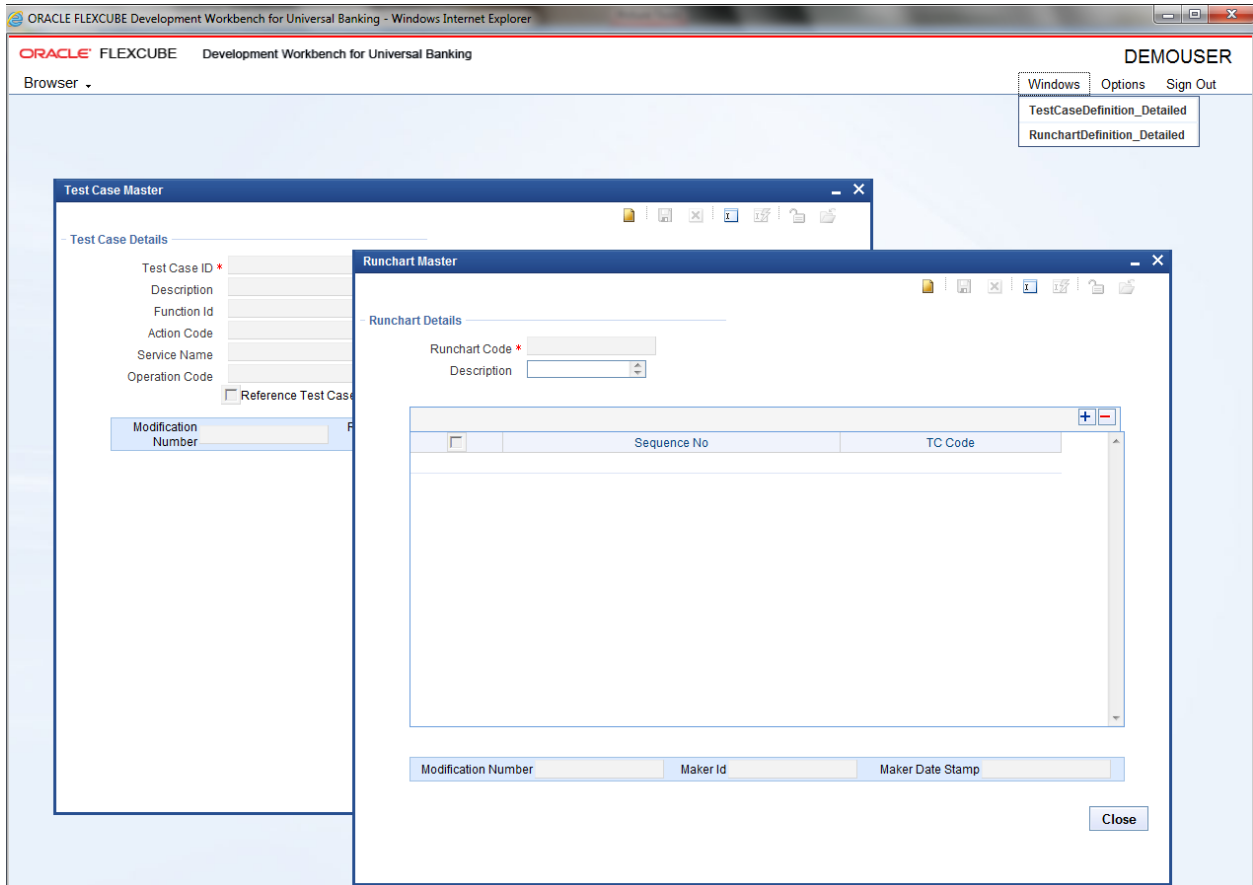 ORACLE FLEXCUBE Development Workbench for Universal Banking - Windows Internet Explorer
ORACLE FLEXCUBE Development Workbench for Universal Banking
DEMOUSER
Browser
Windows Options Sign Out
TestCaseDefinition_Detailed
RunchartDefinition_Detailed
Test Case Master
Test Case Details
Test Case ID *
Description
Function Id
Action Code
Service Name
Operation Code
Reference Test Case
Modification
Number
Runchart Master
Runchart Details
Runchart Code *
Description
Sequence No TC Code
Modification Number Maker Id Maker Date Stamp
Close